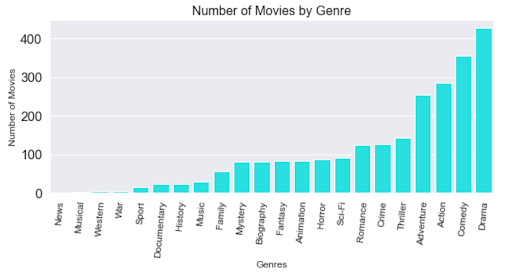 Number of Movies by Genre
Number of Movies
400
300
200
100
0
News
Musical
Western
War
Sport
Documentary
History
Music
Family
Mystery
Biography
Fantasy
Animation
Horror
Sci-Fi
Romance
Crime
Thriller
Adventure
Action
Comedy
Drama
Genres